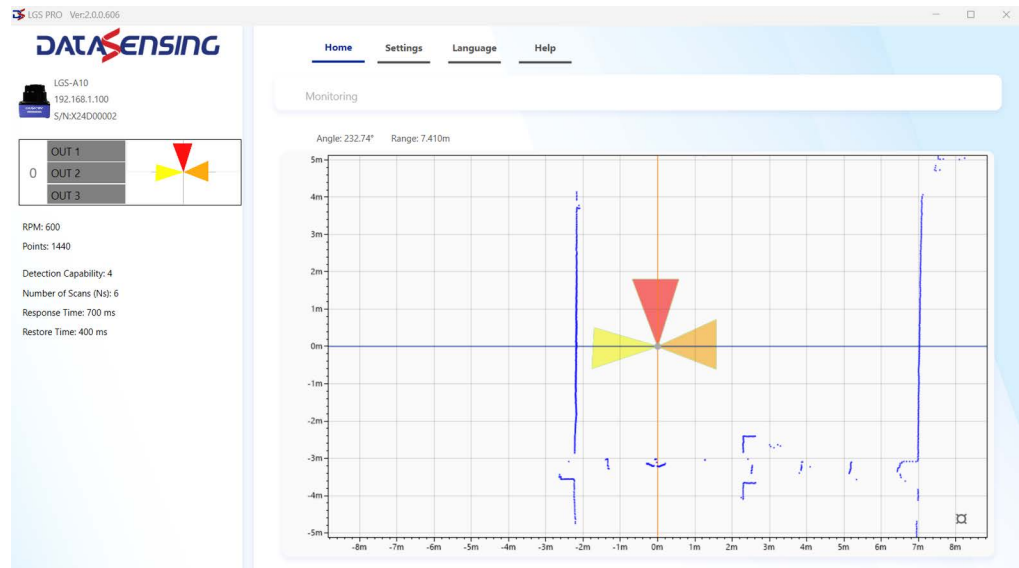 LGS PRO Ver:2.0.0.606
DATASENSING
LGS-A10
192.168.1.100
S/N:X24D00002
0
OUT 1
OUT 2
OUT 3
RPM: 600
Points: 1440
Detection Capability: 4
Number of Scans (Ns): 6
Response Time: 700 ms
Restore Time: 400 ms
Home Settings Language Help
Monitoring
Angle: 232.74° Range: 7.410m
5m
4m
3m
2m
1m
0m
-1m
-2m
-3m
-4m
-5m
-8m -7m -6m -5m -4m -3m -2m -1m 0m 1m 2m 3m 4m 5m 6m 7m 8m